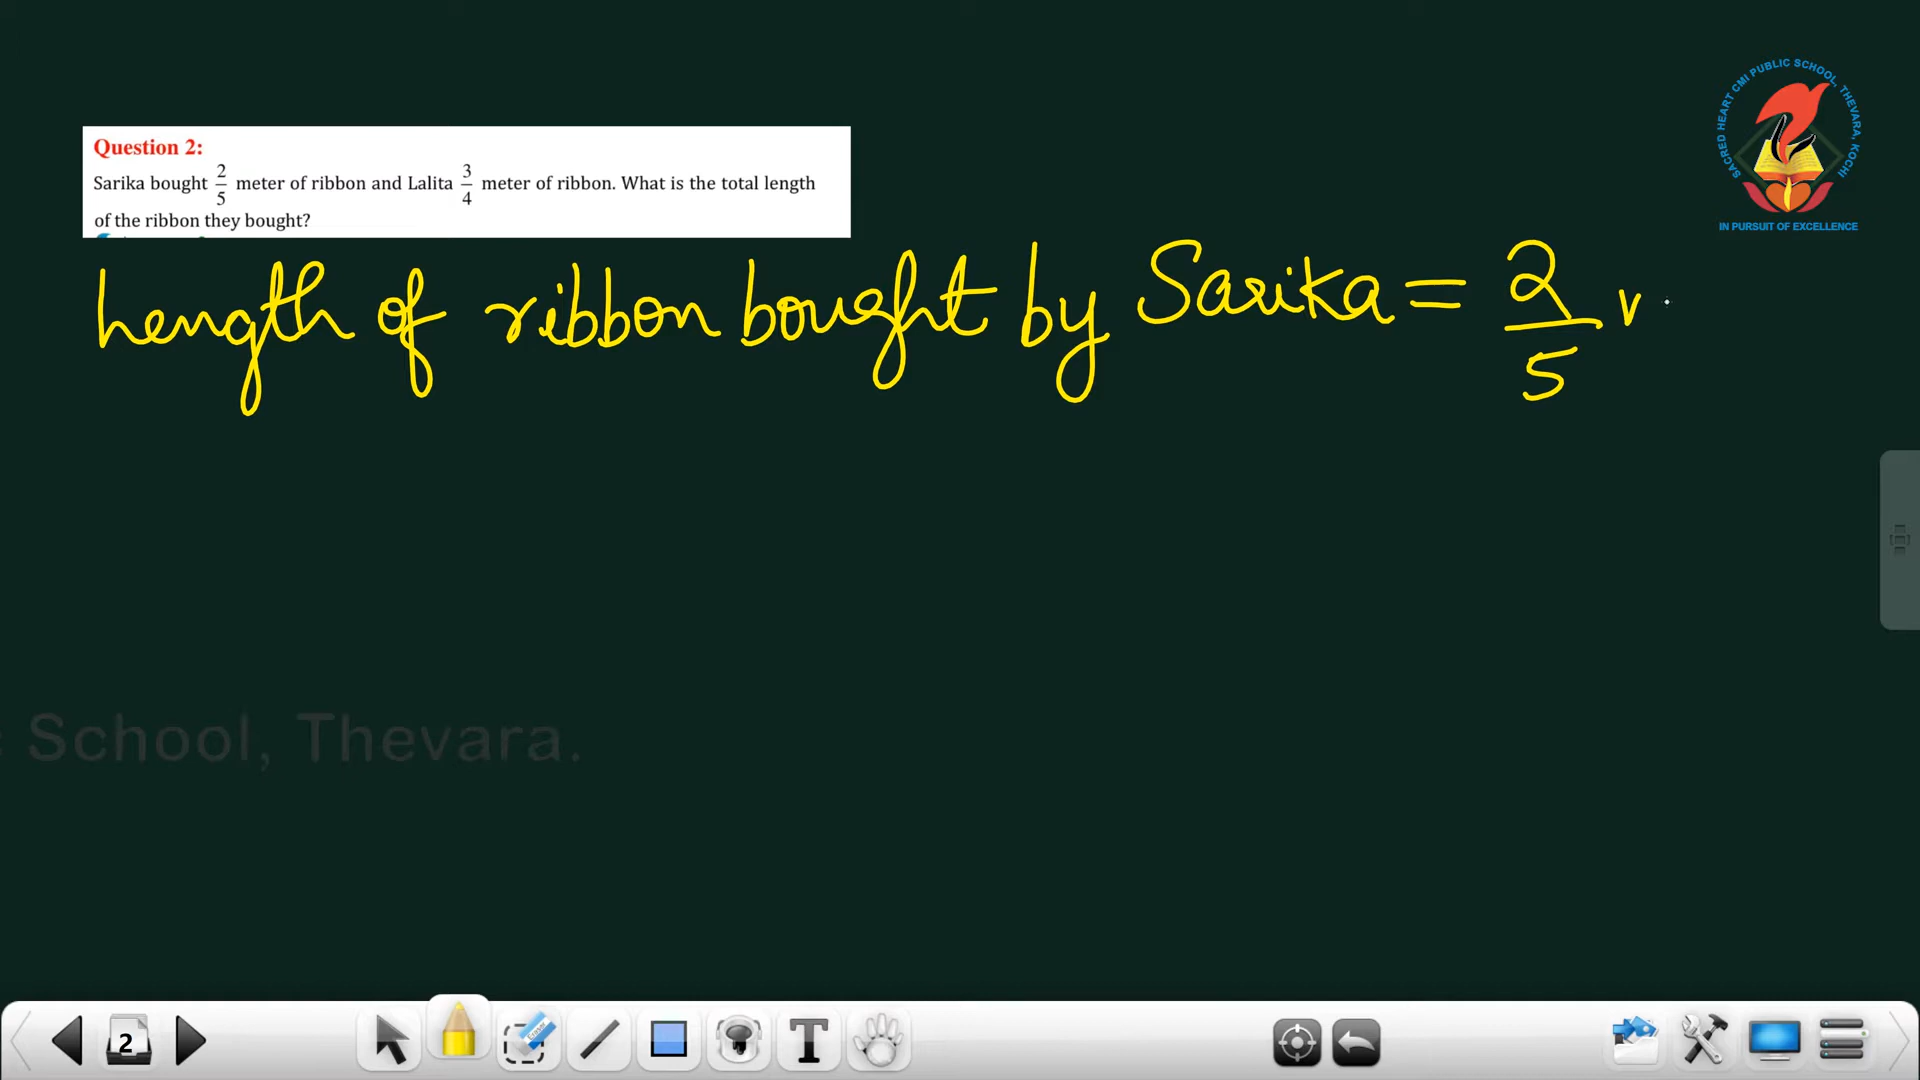 SACRED HEART CMI PUBLIC SCHOOL, THEVARA, KOCHI
IN PURSUIT OF EXCELLENCE
Question 2:
Sarika bought 2/5 meter of ribbon and Lalita 3/4 meter of ribbon. What is the total length
of the ribbon they bought?
Length of ribbon bought by Sarika = 2/5
School, Thevara.
2
Eraser
T